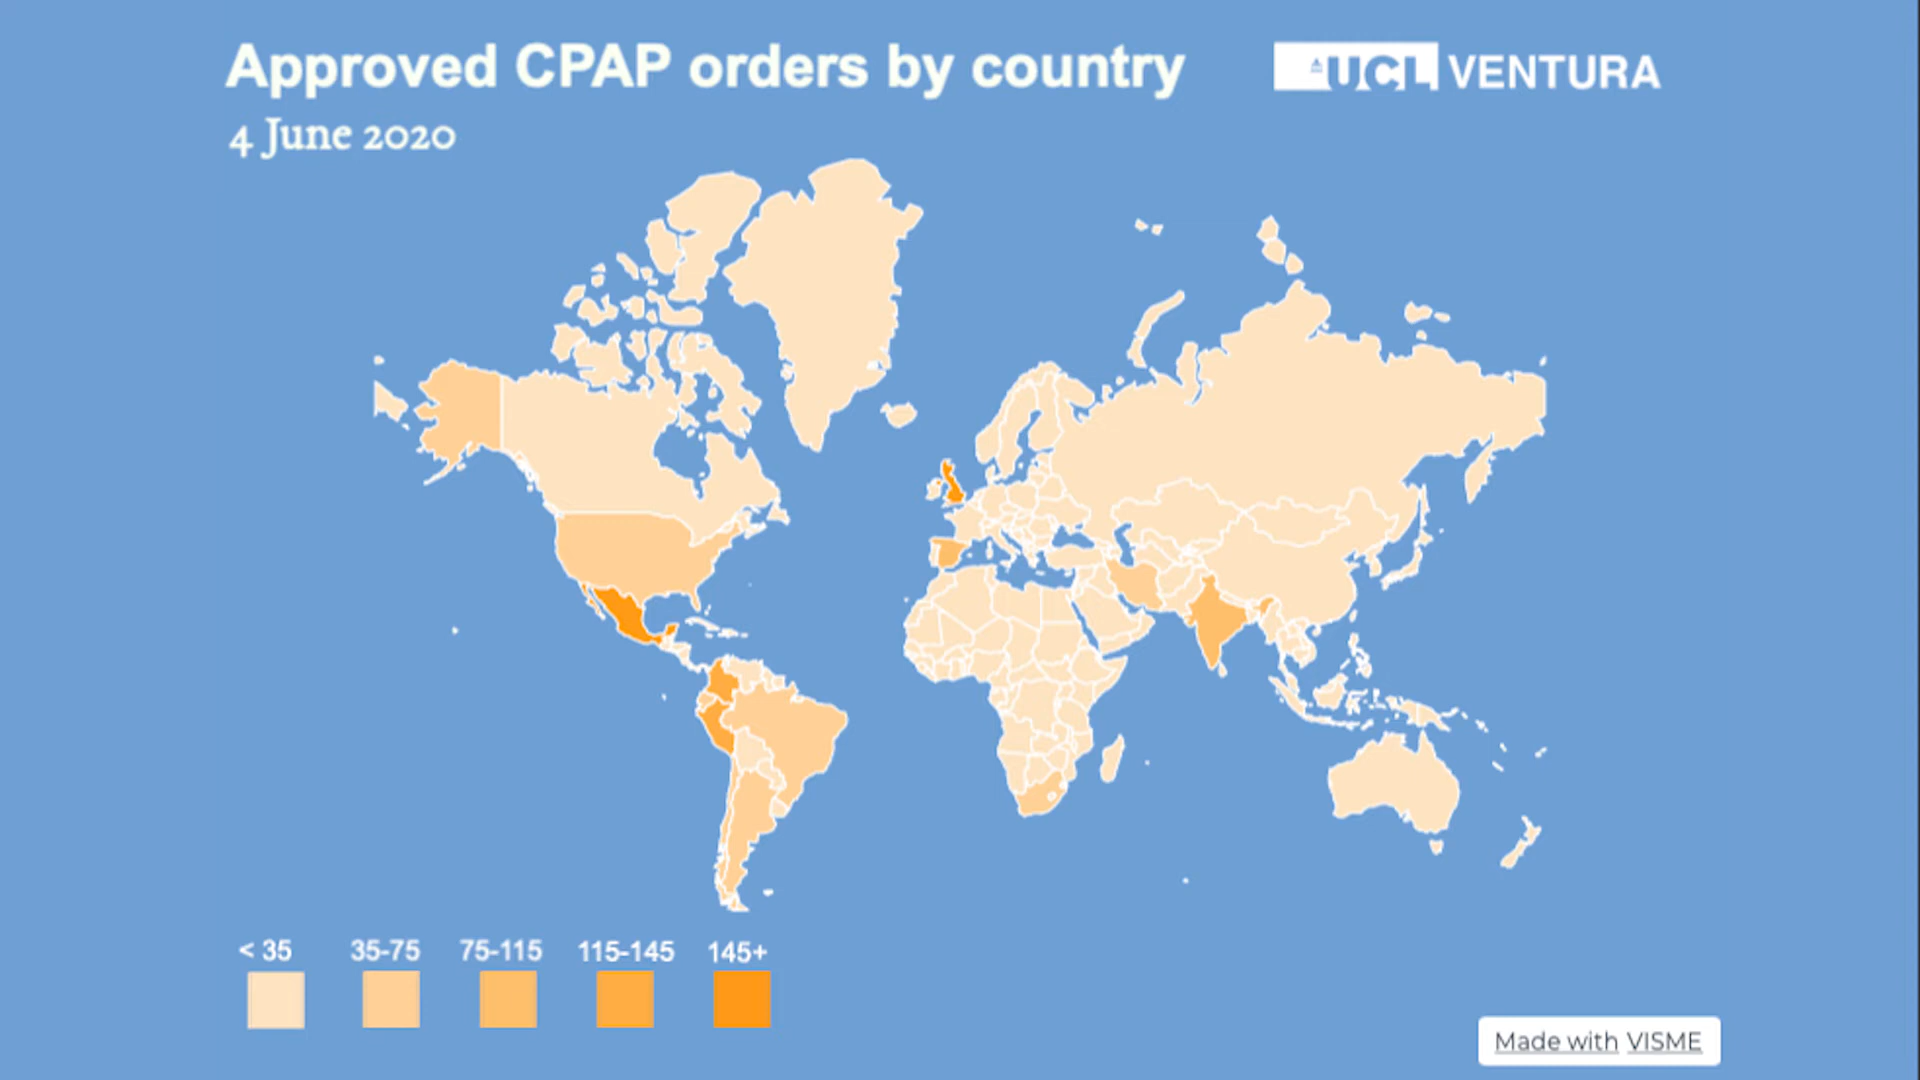 Approved CPAP orders by country
UCL VENTURA
4 June 2020
< 35 35-75 75-115 115-145 145+
Made with VISME